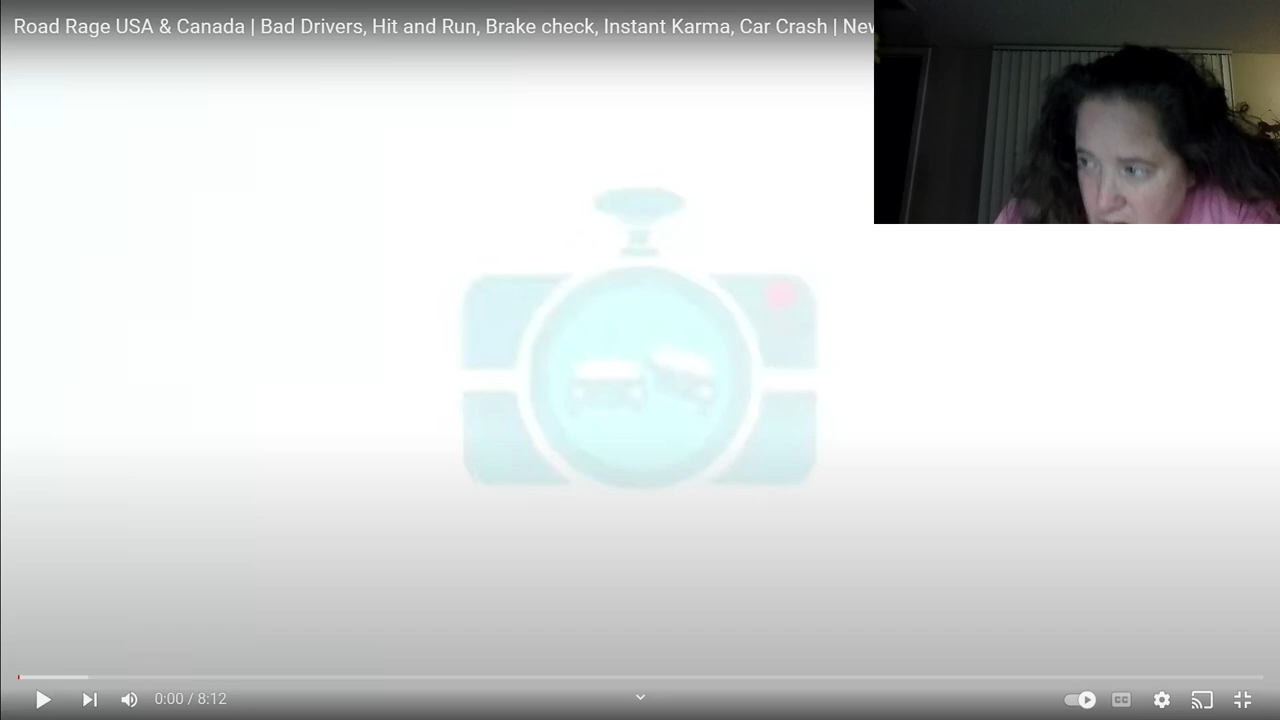 Road Rage USA & Canada | Bad Drivers, Hit and Run, Brake check, Instant Karma, Car Crash |
0:00 / 8:12
CC